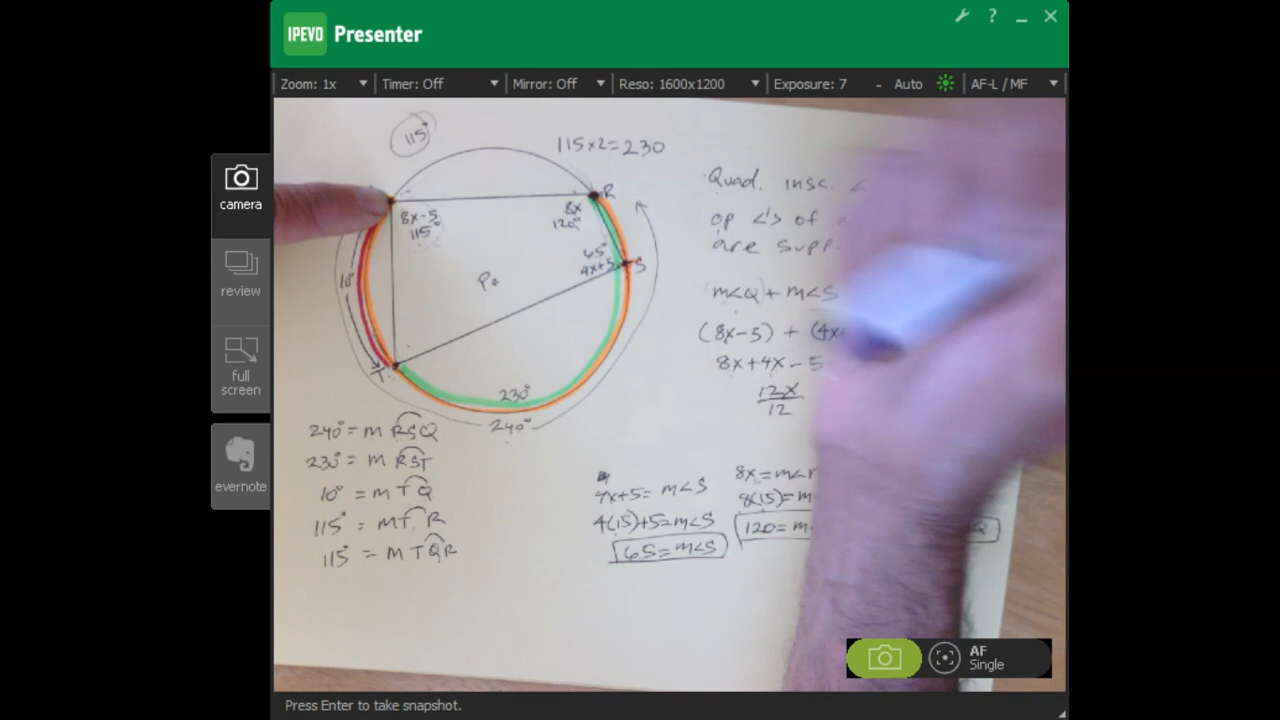 IPEVO Presenter
Zoom: 1x Timer: Off Mirror: Off Reso: 1600x1200 Exposure: 7 - Auto AF-L / MF
camera
review
full
screen
evernote
115°
115x2=230
R
8x-5
115°
8x
120°
65°
4x+5
S
10°
P
T
230°
240°
240° = m RSQ
230° = m RST
10° = m TQ
115° = m T R
115° = m TQR
Quad. insc. <
op <'s of
are supp
m<Q + m<S
(8x-5) + (4x
8x+4x-5
12x
12
4x+5= m<S
4(15)+5=m<S
65=m<S
8x=m<
8(15)=m
120=m
Q
AF
Single
Press Enter to take snapshot.